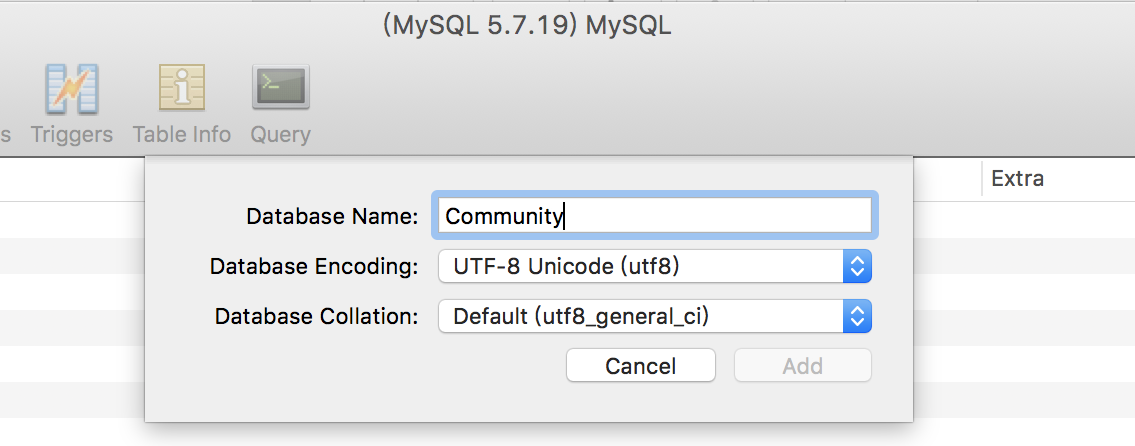 (MySQL 5.7.19) MySQL
s Triggers Table Info Query
Extra
Database Name: Community
Database Encoding: UTF-8 Unicode (utf8)
Database Collation: Default (utf8_general_ci)
Cancel Add